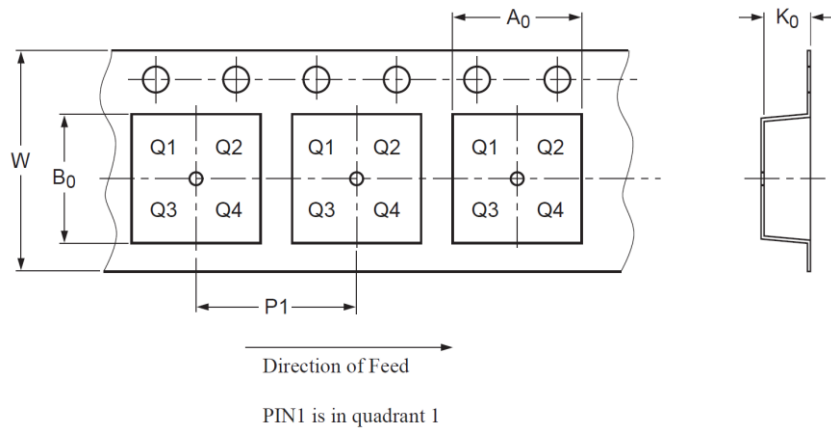 A0
K0
W
B0
Q1 Q2
Q3 Q4
Q1 Q2
Q3 Q4
Q1 Q2
Q3 Q4
P1
Direction of Feed
PIN1 is in quadrant 1